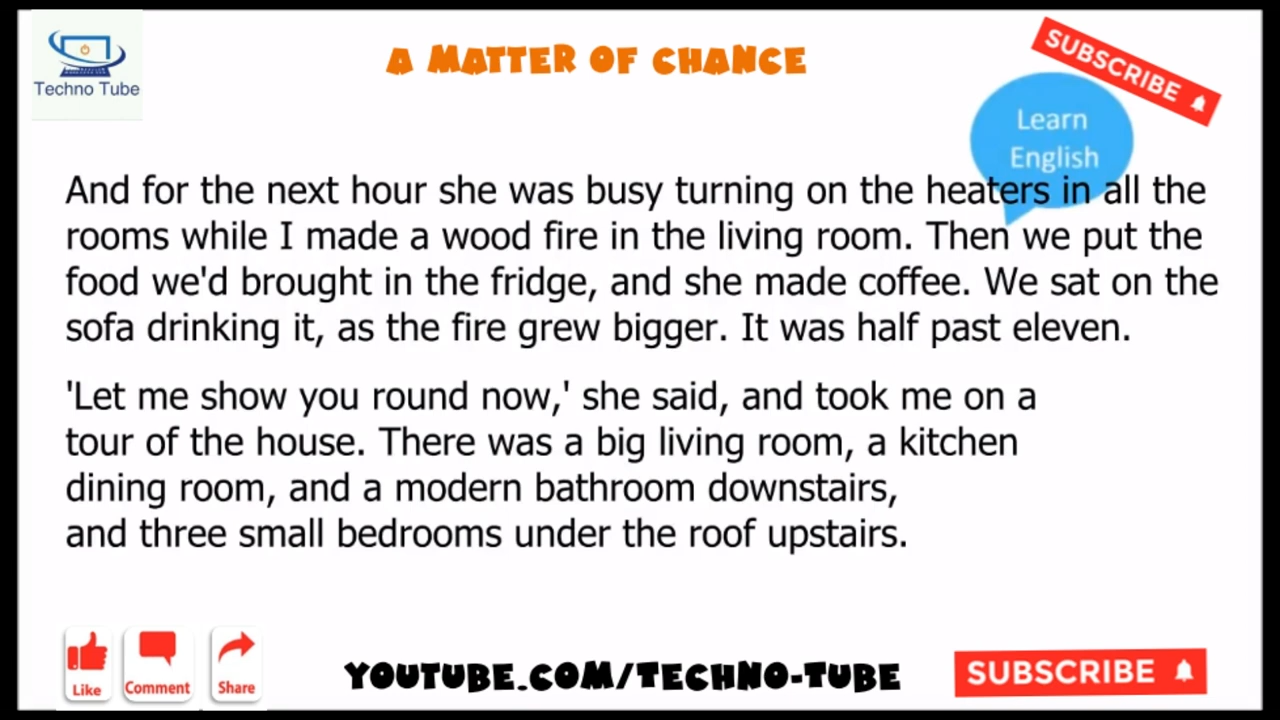 Techno Tube
A MATTER OF CHANCE
SUBSCRIBE
Learn
English
And for the next hour she was busy turning on the heaters in all the
rooms while I made a wood fire in the living room. Then we put the
food we'd brought in the fridge, and she made coffee. We sat on the
sofa drinking it, as the fire grew bigger. It was half past eleven.
'Let me show you round now,' she said, and took me on a
tour of the house. There was a big living room, a kitchen
dining room, and a modern bathroom downstairs,
and three small bedrooms under the roof upstairs.
Like
Comment
Share
YOUTUBE.COM/TECHNO-TUBE
SUBSCRIBE